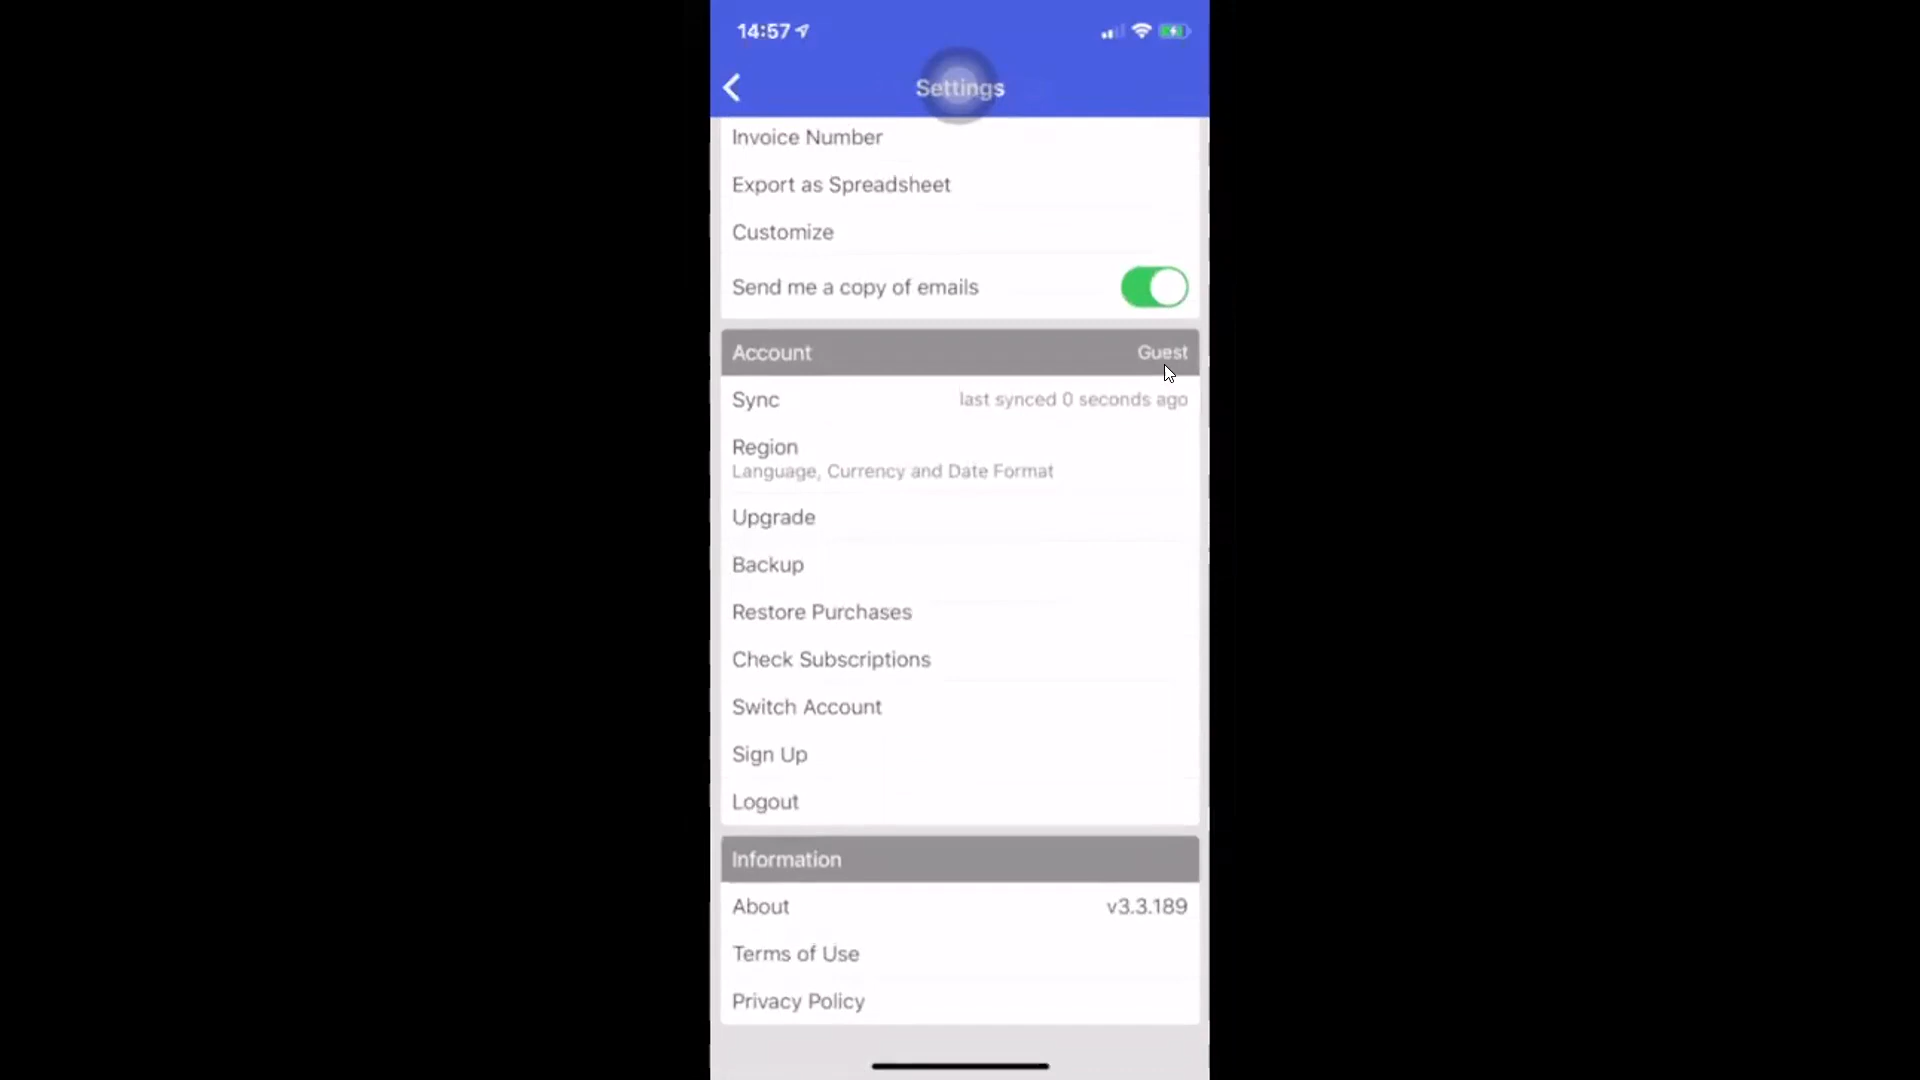 14:57
Settings
Invoice Number
Export as Spreadsheet
Customize
Send me a copy of emails
Account Guest
Sync last synced 0 seconds ago
Region
Language, Currency and Date Format
Upgrade
Backup
Restore Purchases
Check Subscriptions
Switch Account
Sign Up
Logout
Information
About v3.3.189
Terms of Use
Privacy Policy